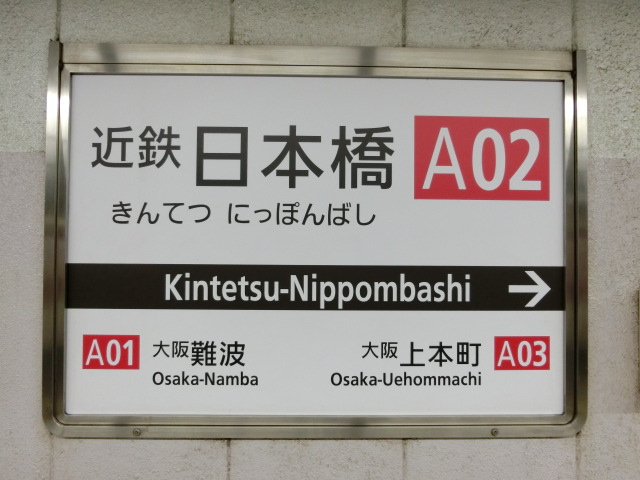 近鉄 日本橋 A02
きんてつ にっぽんばし
Kintetsu-Nippombashi →
A01 大阪難波 大阪上本町 A03
Osaka-Namba Osaka-Uehommachi